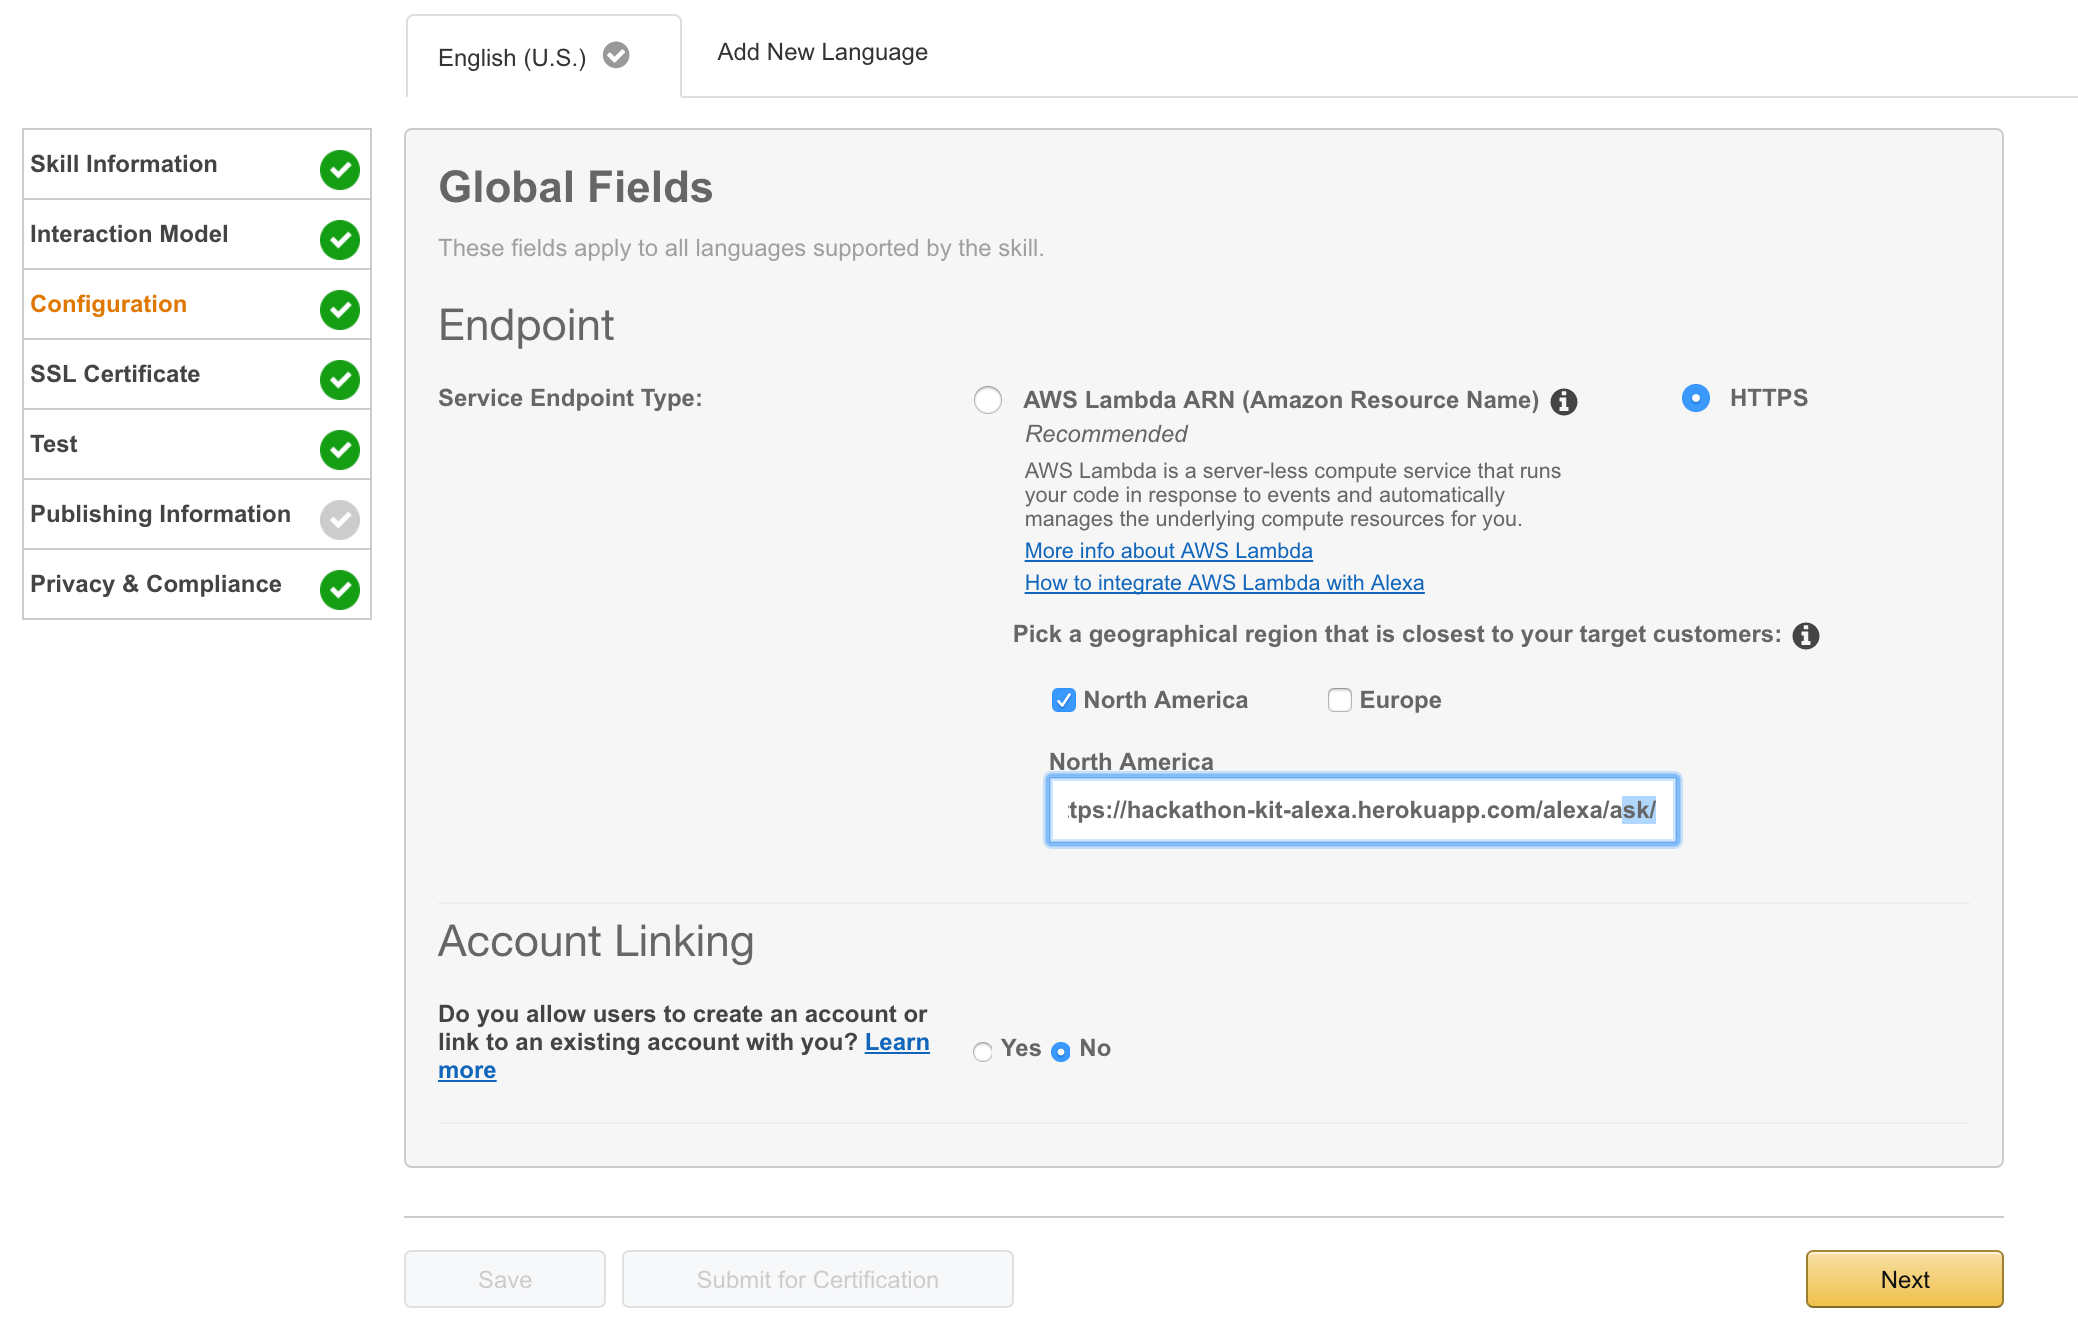 English (U.S.)
Add New Language
Skill Information
Interaction Model
Configuration
SSL Certificate
Test
Publishing Information
Privacy & Compliance
Global Fields
These fields apply to all languages supported by the skill.
Endpoint
Service Endpoint Type:
AWS Lambda ARN (Amazon Resource Name)
HTTPS
Recommended
AWS Lambda is a server-less compute service that runs
your code in response to events and automatically
manages the underlying compute resources for you.
More info about AWS Lambda
How to integrate AWS Lambda with Alexa
Pick a geographical region that is closest to your target customers:
North America
Europe
North America
tps://hackathon-kit-alexa.herokuapp.com/alexa/ask/
Account Linking
Do you allow users to create an account or
link to an existing account with you? Learn
more
Yes
No
Save
Submit for Certification
Next